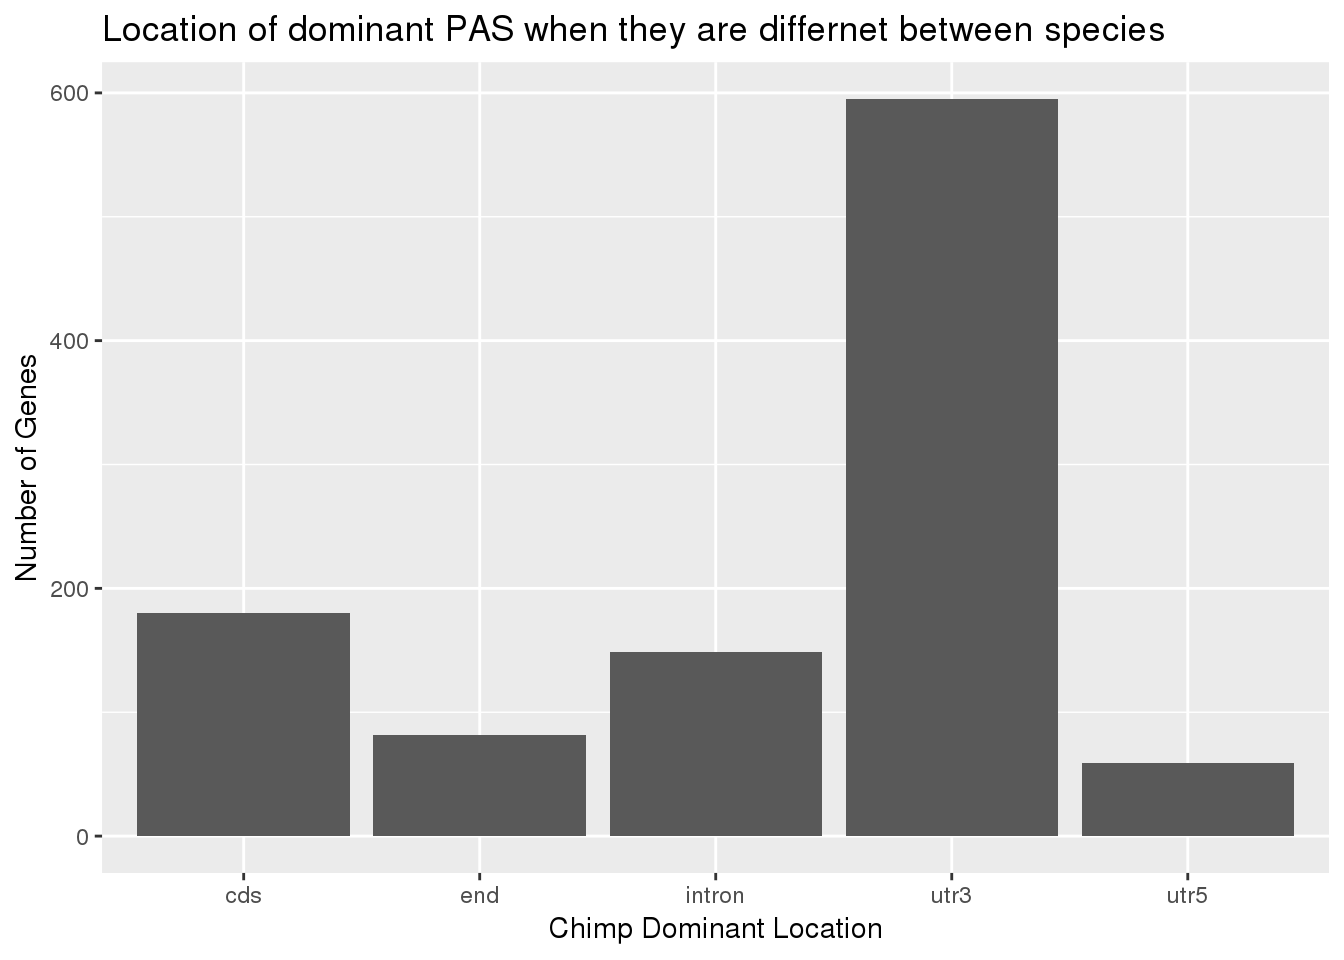 Location of dominant PAS when they are differnet between species
600
400
200
0
Number of Genes
cds end intron utr3 utr5
Chimp Dominant Location